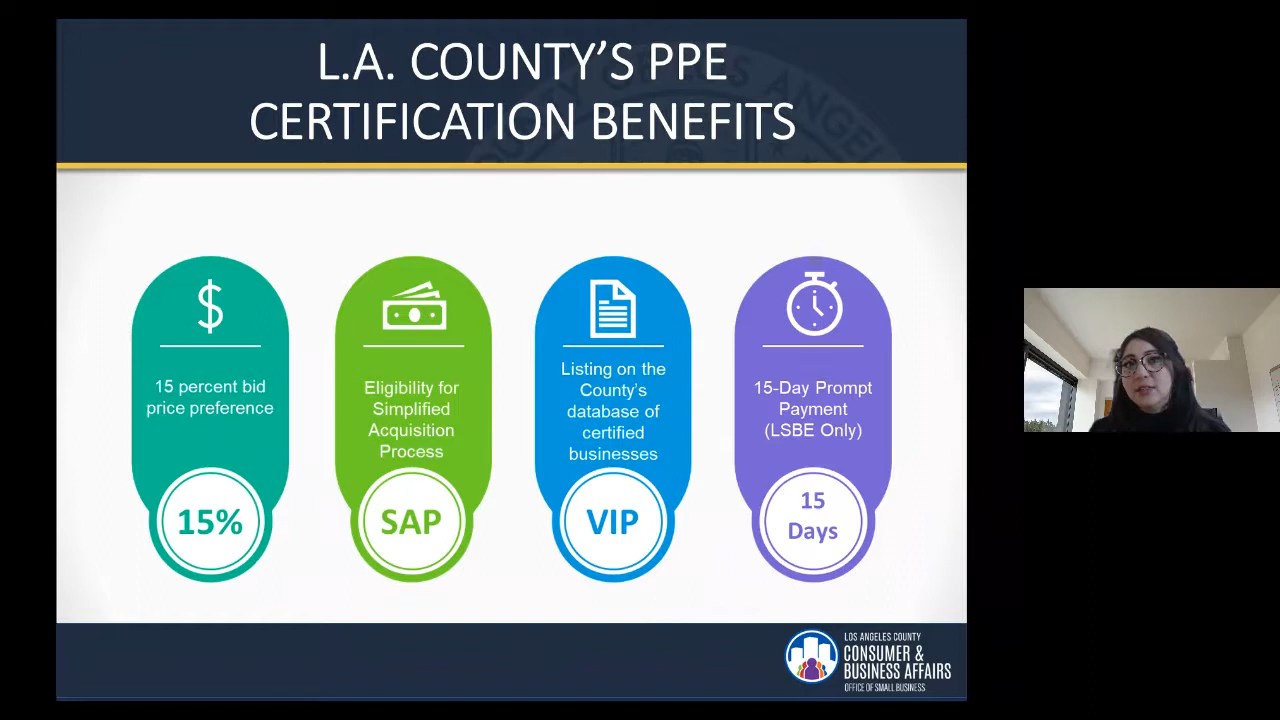 L.A. COUNTY'S PPE
CERTIFICATION BENEFITS
15 percent bid
price preference
15%
Eligibility for
Simplified
Acquisition
Process
SAP
Listing on the
County's
database of
certified
businesses
VIP
15-Day Prompt
Payment
(LSBE Only)
15
Days
LOS ANGELES COUNTY
CONSUMER &
BUSINESS AFFAIRS
OFFICE OF SMALL BUSINESS